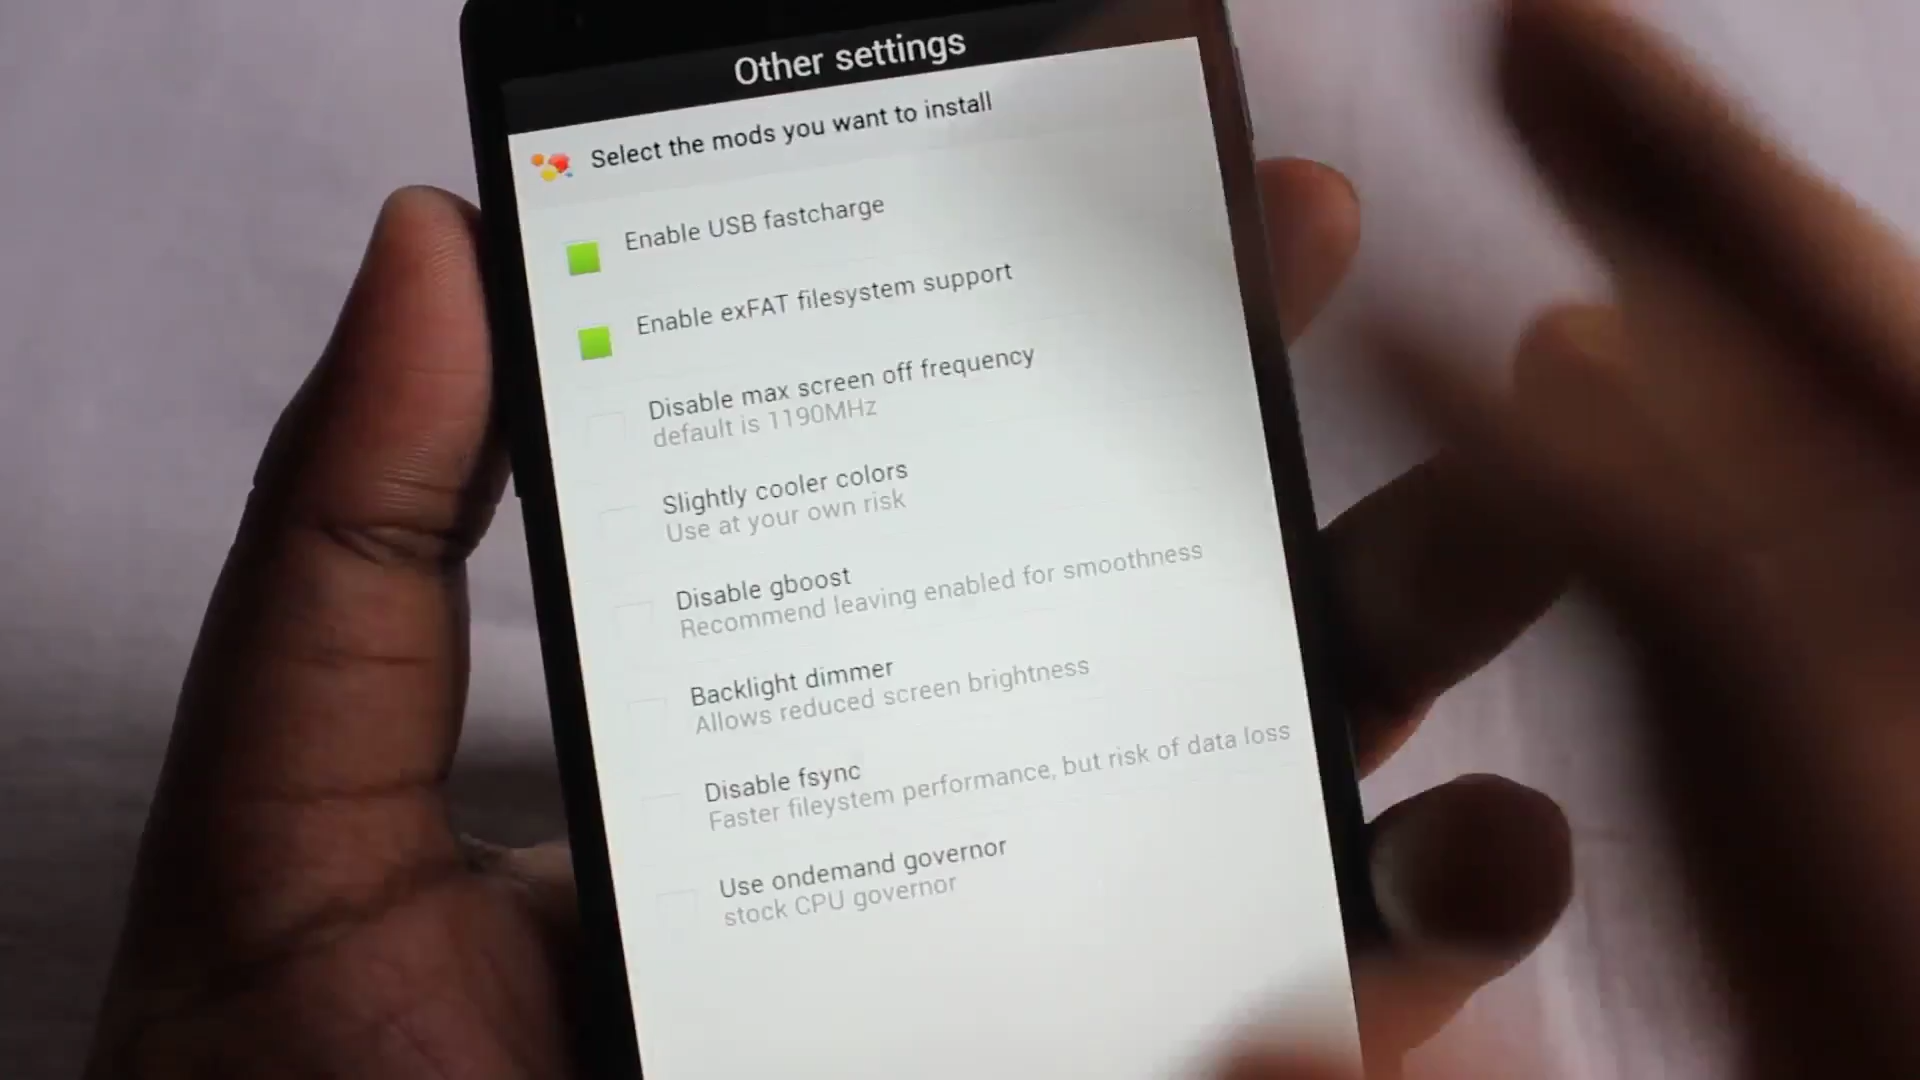 Other settings
Select the mods you want to install
Enable USB fastcharge
Enable exFAT filesystem support
Disable max screen off frequency
default is 1190MHz
Slightly cooler colors
Use at your own risk
Disable gboost
Recommend leaving enabled for smoothness
Backlight dimmer
Allows reduced screen brightness
Disable fsync
Faster fileystem performance, but risk of data loss
Use ondemand governor
stock CPU governor